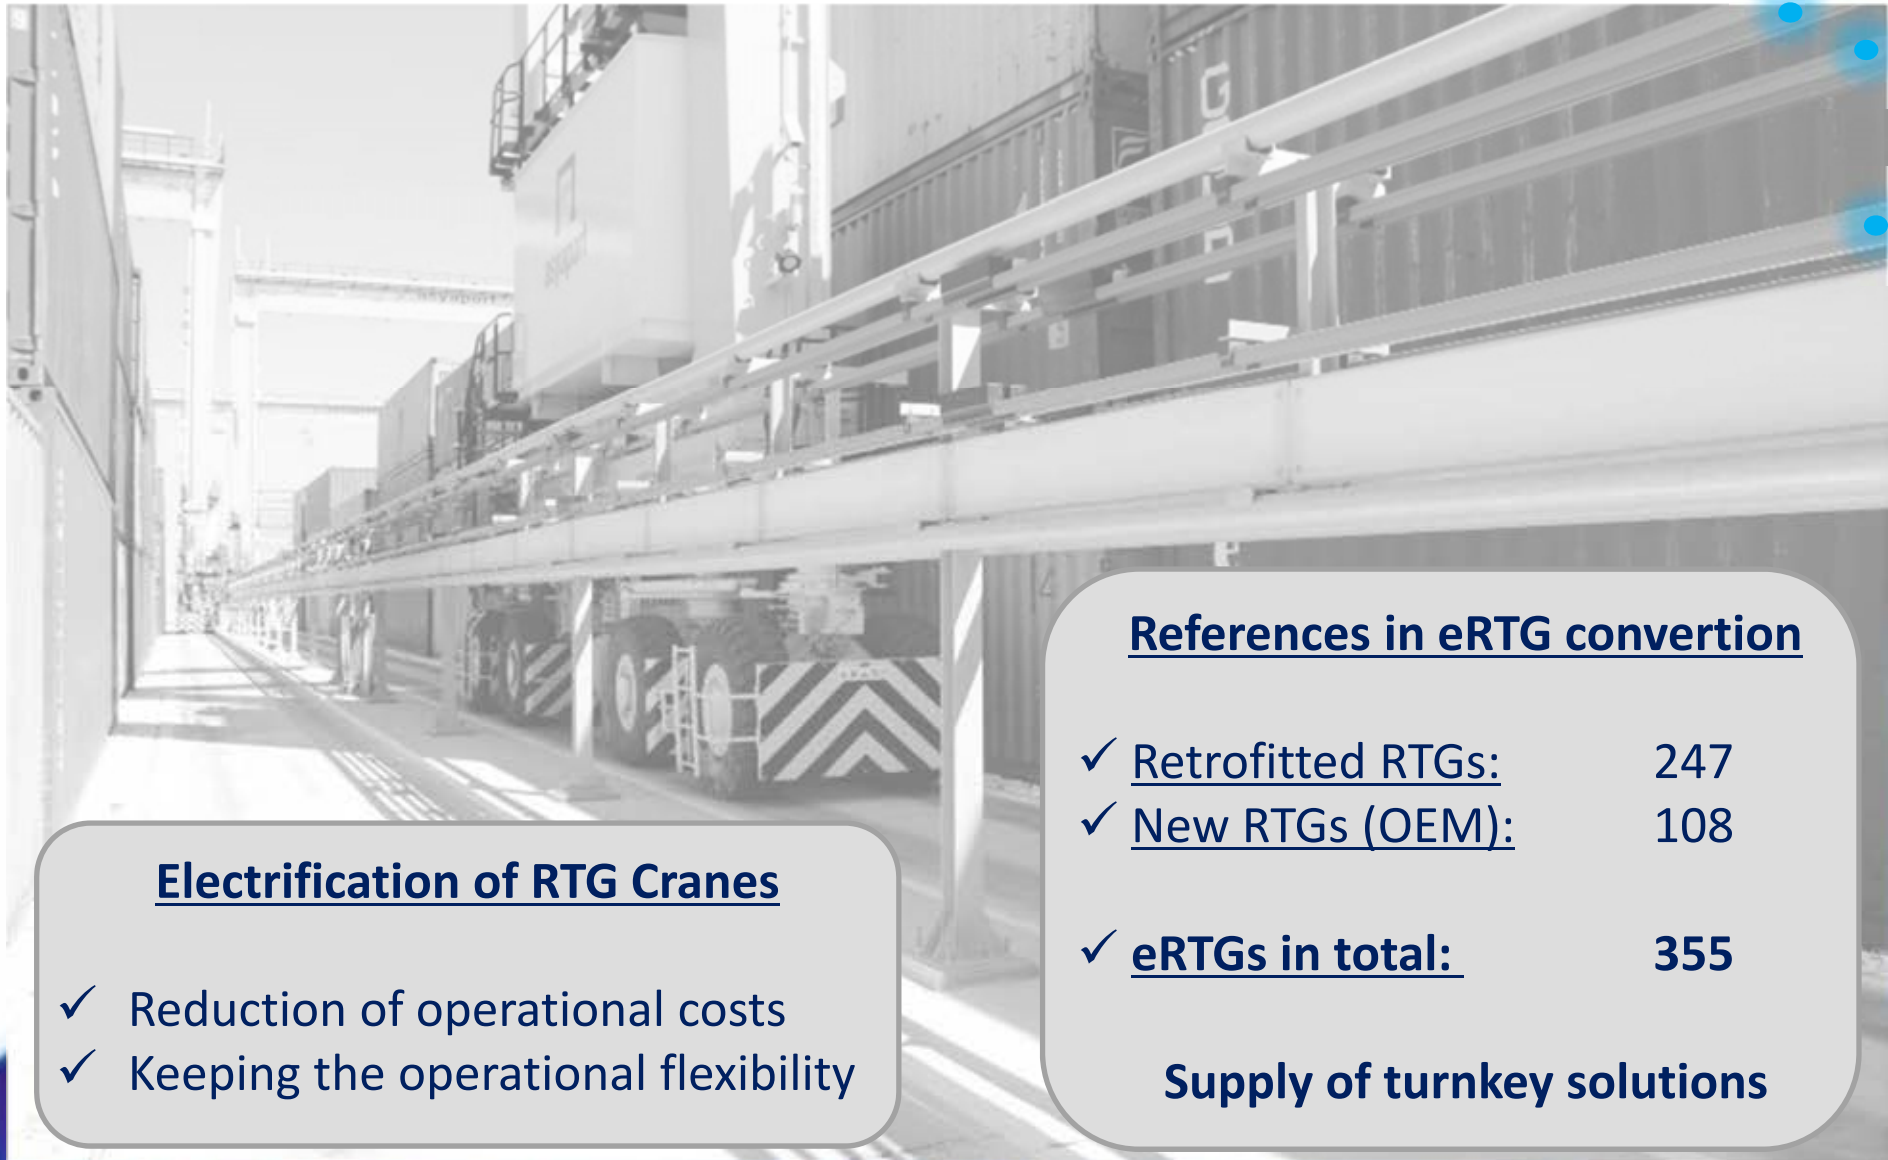 Electrification of RTG Cranes
✓ Reduction of operational costs
✓ Keeping the operational flexibility
References in eRTG convertion
✓ Retrofitted RTGs: 247
✓ New RTGs (OEM): 108
✓ eRTGs in total: 355
Supply of turnkey solutions